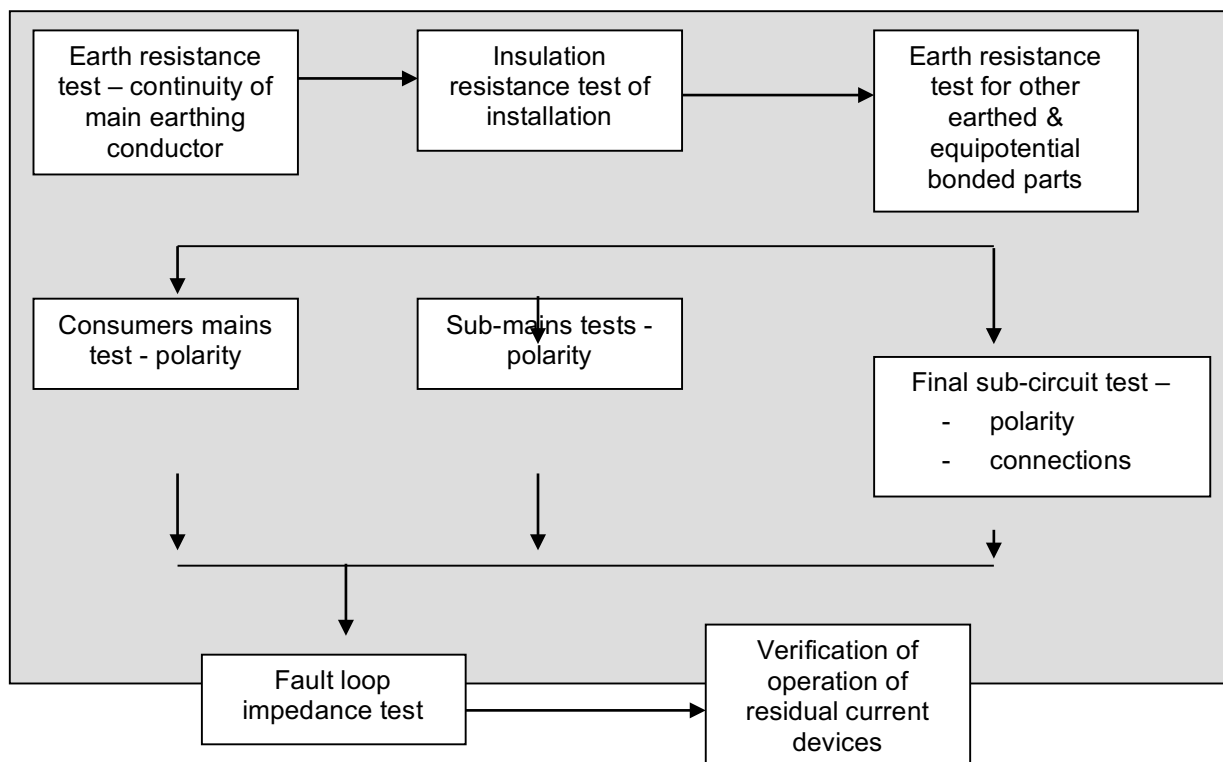 Earth resistance
test – continuity of
main earthing
conductor
Insulation
resistance test of
installation
Earth resistance
test for other
earthed &
equipotential
bonded parts
Consumers mains
test - polarity
Sub-mains tests -
polarity
Final sub-circuit test –
- polarity
- connections
Fault loop
impedance test
Verification of
operation of
residual current
devices